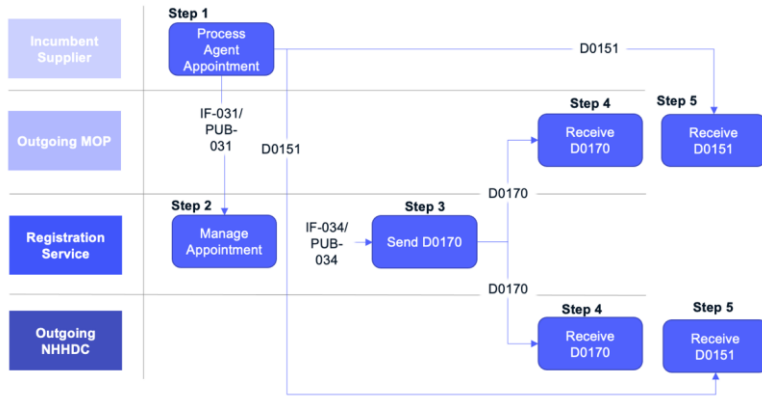 Step 1
Incumbent
Supplier
Process
Agent
Appointment
D0151
IF-031/
PUB-
031
D0151
Step 4
Step 5
Outgoing MOP
Receive
D0170
Receive
D0151
D0170
Step 2
Step 3
Registration
Service
Manage
Appointment
IF-034/
PUB-
034
Send D0170
D0170
Step 4
Step 5
Outgoing
NHHDC
Receive
D0170
Receive
D0151